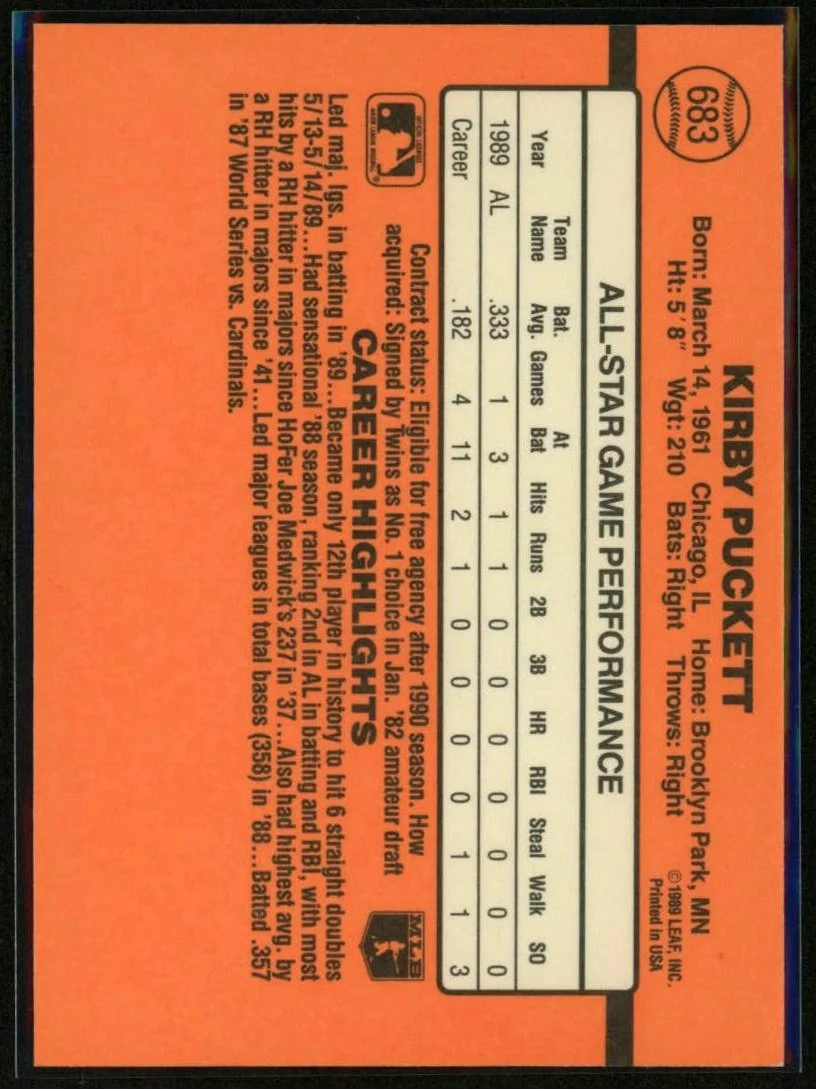 683
KIRBY PUCKETT
Born: March 14, 1961 Chicago, IL Home: Brooklyn Park, MN
Ht: 5'8" Wgt: 210 Bats: Right Throws: Right
©1989 LEAF, INC.
Printed in USA
ALL-STAR GAME PERFORMANCE
Year Team Name Bat. Avg. Games At Bat Hits Runs 2B 3B HR RBI Steal Walk SO
1989 AL .333 1 3 1 1 0 0 0 0 0 0 0
Career .182 4 11 2 1 0 0 0 0 1 1 3
Contract status: Eligible for free agency after 1990 season. How
acquired: Signed by Twins as No. 1 choice in Jan. '82 amateur draft
MLB
CAREER HIGHLIGHTS
Led maj. lgs. in batting in '89...Became only 12th player in history to hit 6 straight doubles
5/13-5/14/89...Had sensational '88 season, ranking 2nd in AL in batting and RBI, with most
hits by a RH hitter in majors since HoFer Joe Medwick's 237 in '37...Also had highest avg. by
a RH hitter in majors since '41...Led major leagues in total bases (358) in '88...Batted .357
in '87 World Series vs. Cardinals.